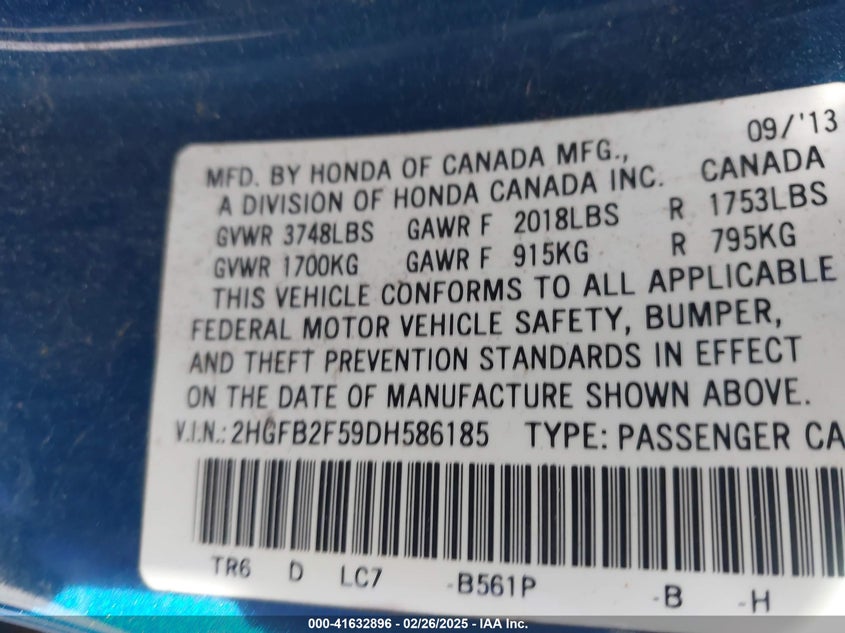 09/'13
MFD. BY HONDA OF CANADA MFG.,
A DIVISION OF HONDA CANADA INC. CANADA
GVWR 3748LBS GAWR F 2018LBS R 1753LBS
GVWR 1700KG GAWR F 915KG R 795KG
THIS VEHICLE CONFORMS TO ALL APPLICABLE
FEDERAL MOTOR VEHICLE SAFETY, BUMPER,
AND THEFT PREVENTION STANDARDS IN EFFECT
ON THE DATE OF MANUFACTURE SHOWN ABOVE.
V.I.N.: 2HGFB2F59DH586185 TYPE: PASSENGER CA
TR6 D LC7 -B561P -B -H
000-41632896 - 02/26/2025 - IAA Inc.